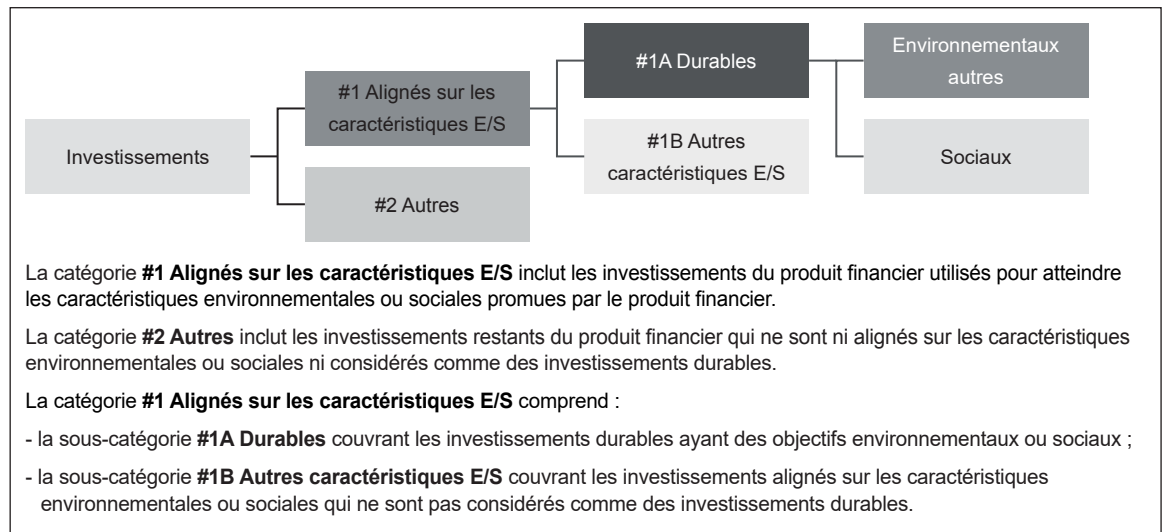 #1A Durables
Environnementaux
autres
#1 Alignés sur les
caractéristiques E/S
Investissements
#1B Autres
caractéristiques E/S
Sociaux
#2 Autres
La catégorie #1 Alignés sur les caractéristiques E/S inclut les investissements du produit financier utilisés pour atteindre
les caractéristiques environnementales ou sociales promues par le produit financier.
La catégorie #2 Autres inclut les investissements restants du produit financier qui ne sont ni alignés sur les caractéristiques
environnementales ou sociales ni considérés comme des investissements durables.
La catégorie #1 Alignés sur les caractéristiques E/S comprend :
- la sous-catégorie #1A Durables couvrant les investissements durables ayant des objectifs environnementaux ou sociaux ;
- la sous-catégorie #1B Autres caractéristiques E/S couvrant les investissements alignés sur les caractéristiques
environnementales ou sociales qui ne sont pas considérés comme des investissements durables.